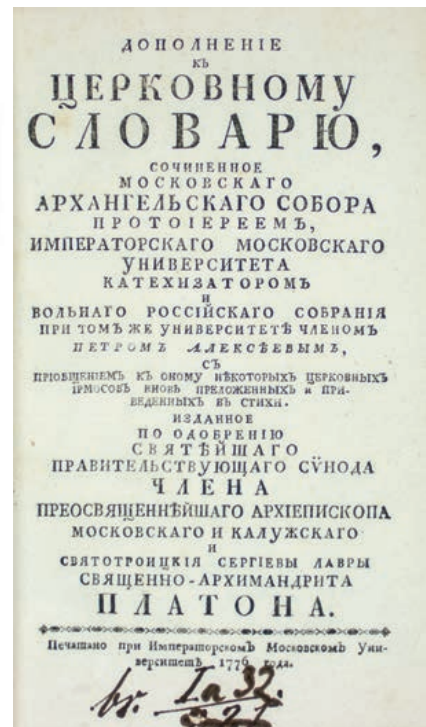 ДОПОЛНЕНІЕ
КЪ
ЦЕРКОВНОМУ
СЛОВАРЮ,
СОЧИНЕННОЕ
МОСКОВСКАГО
АРХАНГЕЛЬСКАГО СОБОРА
ПРОТОІЕРЕЕМЪ,
ИМПЕРАТОРСКАГО МОСКОВСКАГО
УНИВЕРСИТЕТА
КАТЕХИЗАТОРОМЪ
И
ВОЛЬНАГО РОССІЙСКАГО СОБРАНІЯ
ПРИ ТОМЪ ЖЕ УНИВЕРСИТЕТѢ ЧЛЕНОМЪ
ПЕТРОМЪ АЛЕКСѢЕВЫМЪ,
СЪ
ПРІОБЩЕНІЕМЪ КЪ ОНОМУ НѢКОТОРЫХЪ ЦЕРКОВНЫХЪ
ІРМОСОВЪ ВНОВЬ ПРЕЛОЖЕННЫХЪ и ПРИ-
ВЕДЕННЫХЪ ВЪ СТИХИ.
ИЗДАННОЕ
ПО ОДОБРЕНІЮ
СВЯТѢЙШАГО
ПРАВИТЕЛЬСТВУЮЩАГО СѴНОДА
ЧЛЕНА
ПРЕОСВЯЩЕННѢЙШАГО АРХІЕПИСКОПА
МОСКОВСКАГО И КАЛУЖСКАГО
И
СВЯТОТРОИЦКІЯ СЕРГІЕВЫ ЛАВРЫ
СВЯЩЕННО-АРХИМАНДРИТА
ПЛАТОНА.
Печатано при Императорскомъ Московскомъ Уни-
верситетѣ 1776 года.
Ia 32.